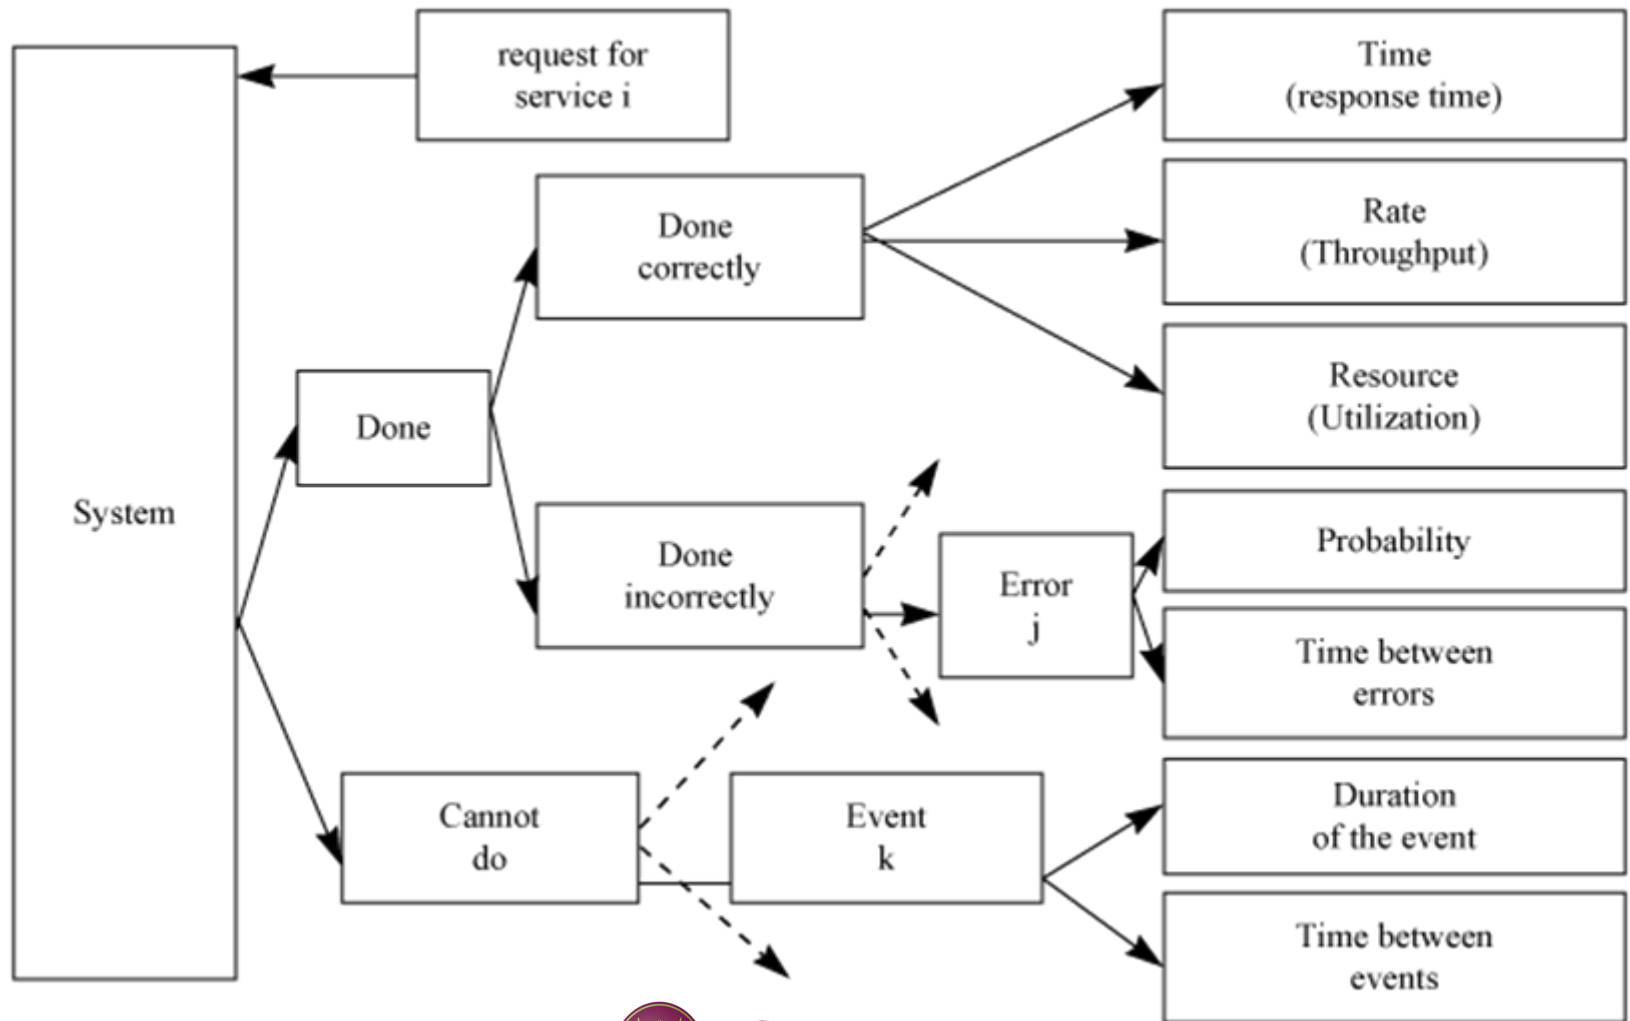 request for
service i
Time
(response time)
Done
correctly
Rate
(Throughput)
Resource
(Utilization)
Done
System
Done
incorrectly
Error
j
Probability
Time between
errors
Cannot
do
Event
k
Duration
of the event
Time between
events